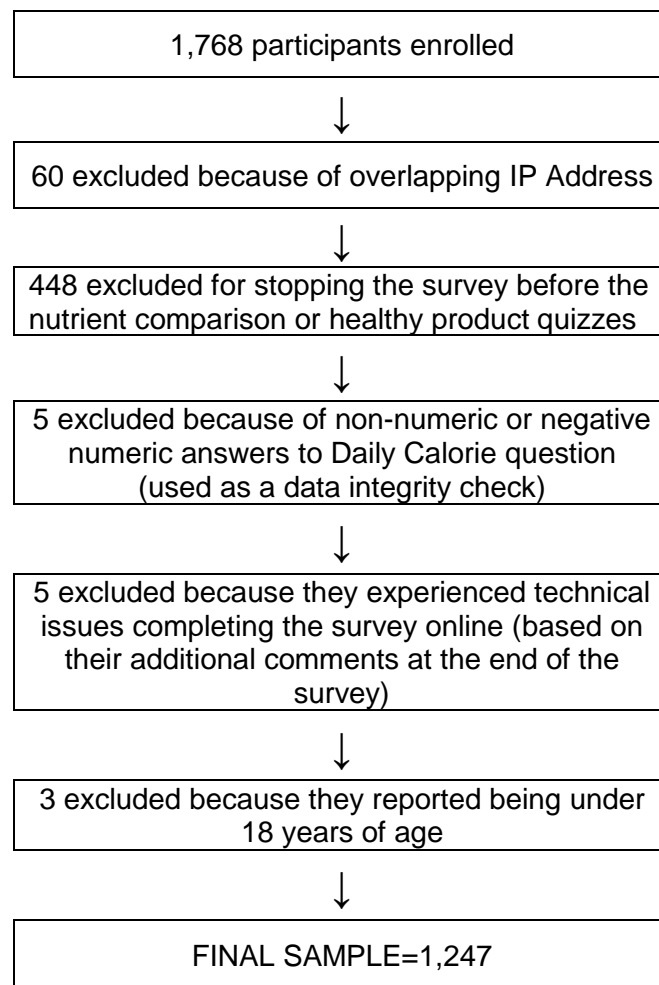 1,768 participants enrolled
↓
60 excluded because of overlapping IP Address
↓
448 excluded for stopping the survey before the
nutrient comparison or healthy product quizzes
↓
5 excluded because of non-numeric or negative
numeric answers to Daily Calorie question
(used as a data integrity check)
↓
5 excluded because they experienced technical
issues completing the survey online (based on
their additional comments at the end of the
survey)
↓
3 excluded because they reported being under
18 years of age
↓
FINAL SAMPLE=1,247